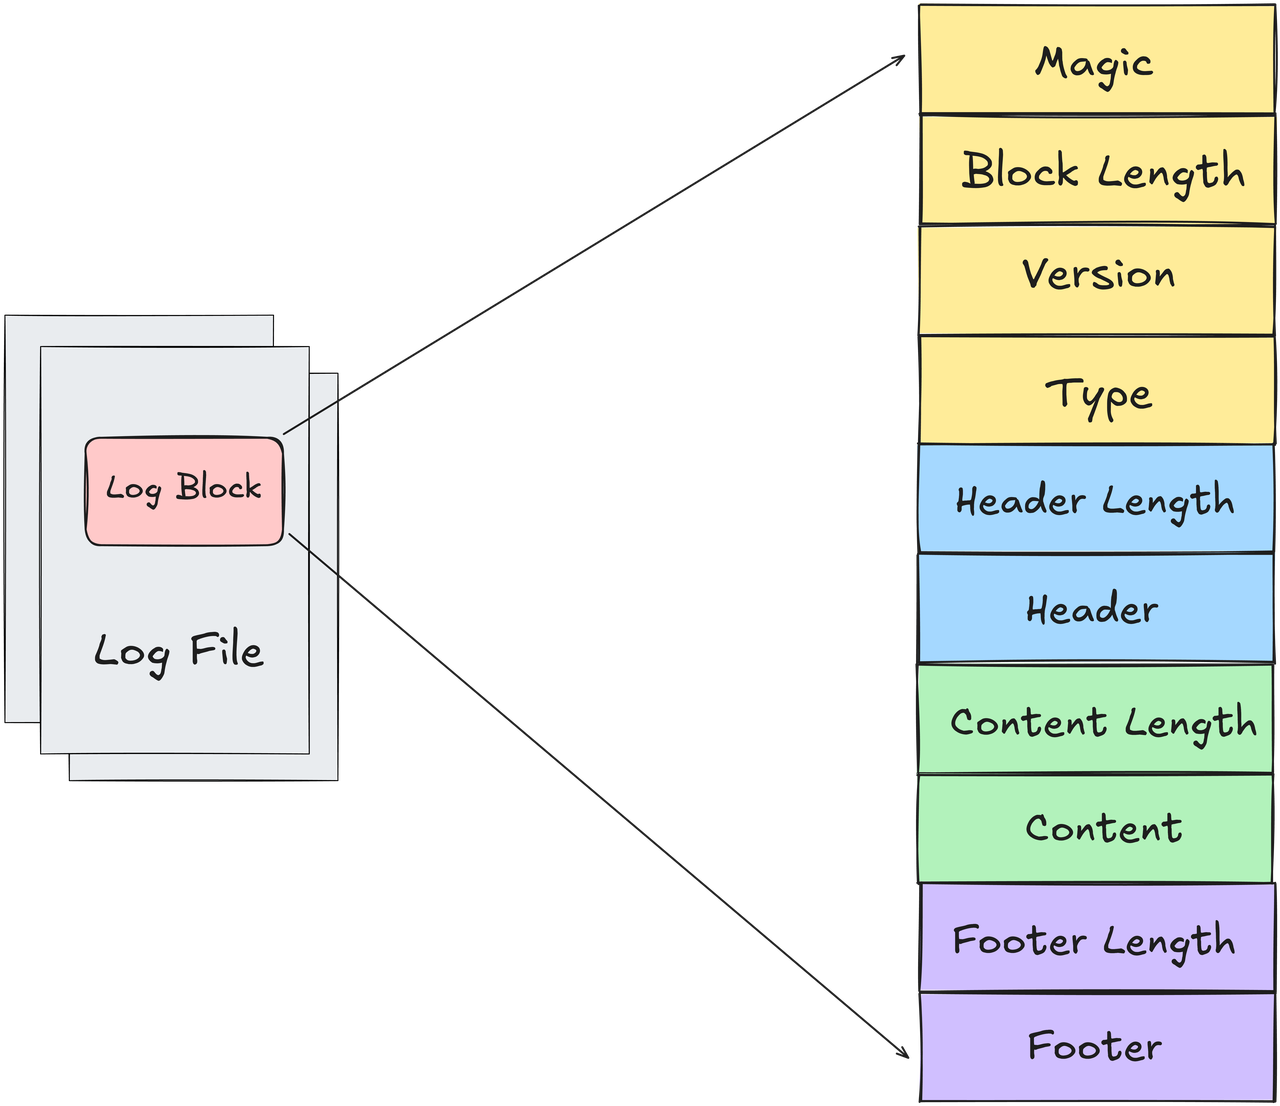 Log Block
Log File
Magic
Block Length
Version
Type
Header Length
Header
Content Length
Content
Footer Length
Footer